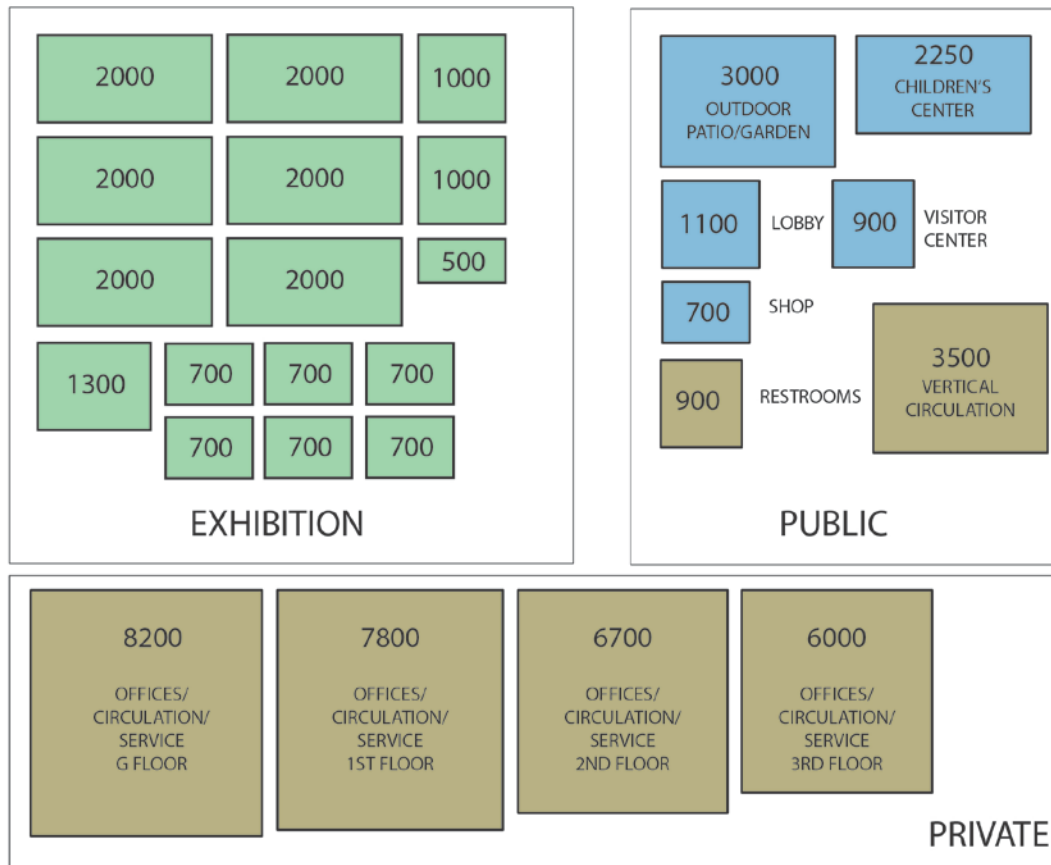 2000
2000
1000
2000
2000
1000
2000
2000
500
1300
700
700
700
700
700
700
EXHIBITION
3000
OUTDOOR
PATIO/GARDEN
2250
CHILDREN'S
CENTER
1100
LOBBY
900
VISITOR
CENTER
700
SHOP
900
RESTROOMS
3500
VERTICAL
CIRCULATION
PUBLIC
8200
OFFICES/
CIRCULATION/
SERVICE
G FLOOR
7800
OFFICES/
CIRCULATION/
SERVICE
1ST FLOOR
6700
OFFICES/
CIRCULATION/
SERVICE
2ND FLOOR
6000
OFFICES/
CIRCULATION/
SERVICE
3RD FLOOR
PRIVATE